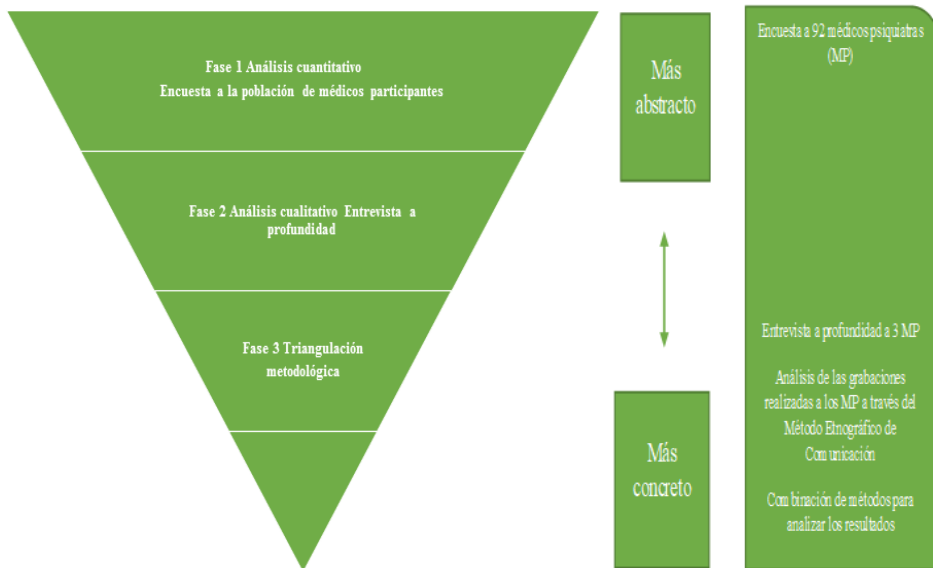 Fase 1 Análisis cuantitativo
Encuesta a la población de médicos participantes
Fase 2 Análisis cualitativo Entrevista a
profundidad
Fase 3 Triangulación
metodológica
Más
abstracto
Más
concreto
Encuesta a 92 médicos psiquiatras
(MP)
Entrevista a profundidad a 3 MP
Análisis de las grabaciones
realizadas a los MP a través del
Método Etnográfico de
Comunicación
Combinación de métodos para
analizar los resultados